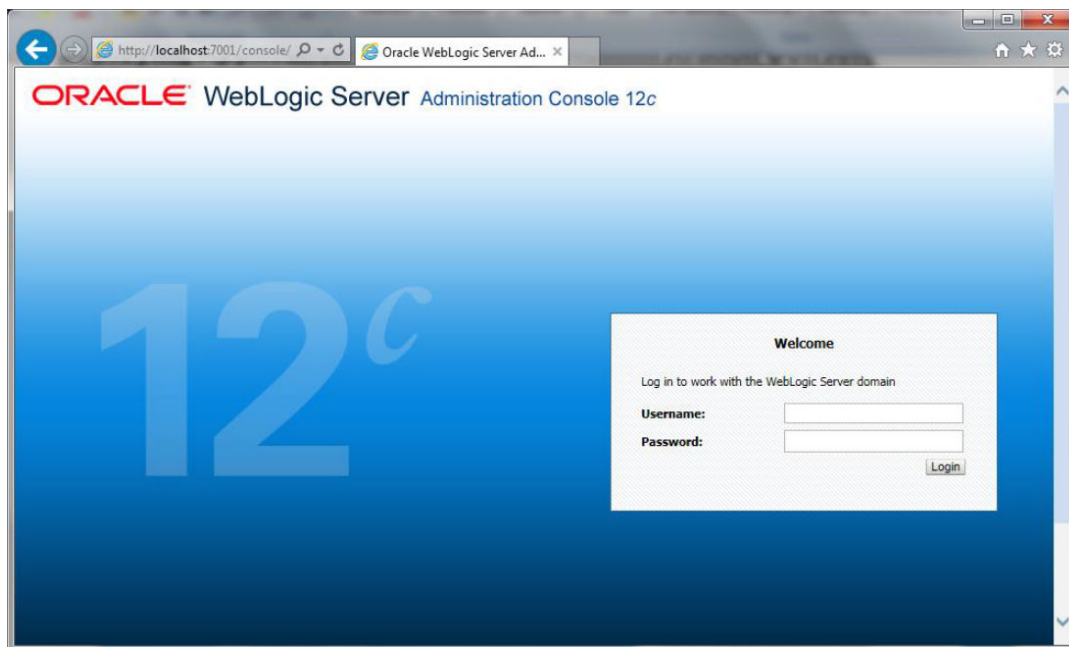 http://localhost:7001/console/
Oracle WebLogic Server Ad...
ORACLE WebLogic Server Administration Console 12c
12c
Welcome
Log in to work with the WebLogic Server domain
Username:
Password:
Login